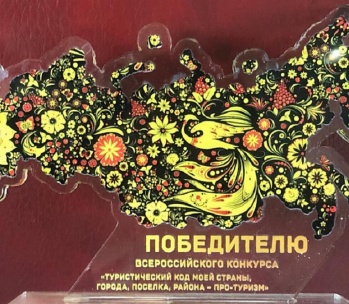 ПОБЕДИТЕЛЮ
ВСЕРОССИЙСКОГО КОНКУРСА
«ТУРИСТИЧЕСКИЙ КОД МОЕЙ СТРАНЫ,
ГОРОДА, ПОСЕЛКА, РАЙОНА – ПРО-ТУРИЗМ»